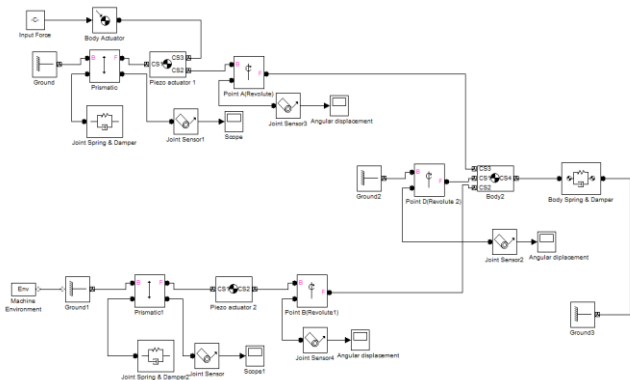 -C-
Input Force
Body Actuator
CS3
B
F
CS1
CS2
B
F
Ground
Prismatic
Piezo actuator 1
Point A(Revolute)
Joint Sensor3
Angular displacement
Joint Spring & Damper
Joint Sensor1
Scope
B
F
CS3
CS1
CS4
CS2
Ground2
Point D(Revolute 2)
Body2
Body Spring & Damper
Joint Sensor2
Angular diplacement
Env
Machine
Environment
Ground1
B
F
Prismatic1
CS1
CS2
Piezo actuator 2
B
F
Point B(Revolute1)
Ground3
Joint Spring & Damper2
Joint Sensor
Scope1
Joint Sensor4
Angular displacement